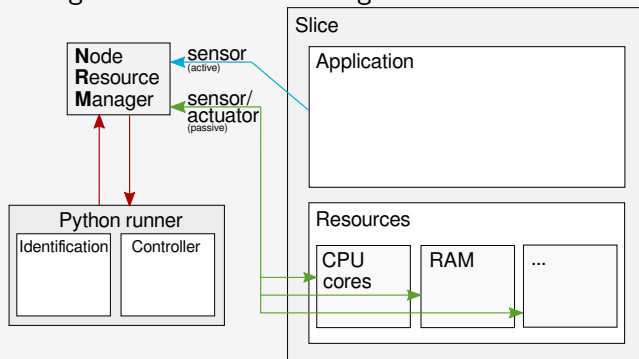 Slice
Node
Resource
Manager
sensor
(active)
sensor/
actuator
(passive)
Application
Python runner
Identification
Controller
Resources
CPU
cores
RAM
...